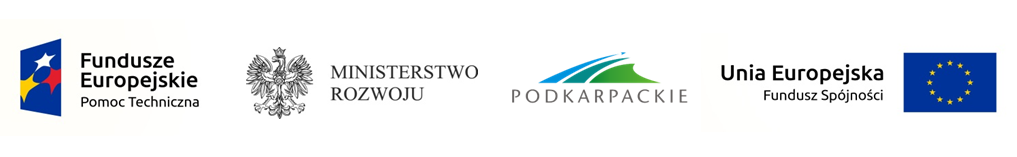 Fundusze
Europejskie
Pomoc Techniczna
MINISTERSTWO
ROZWOJU
PODKARPACKIE
Unia Europejska
Fundusz Spójności